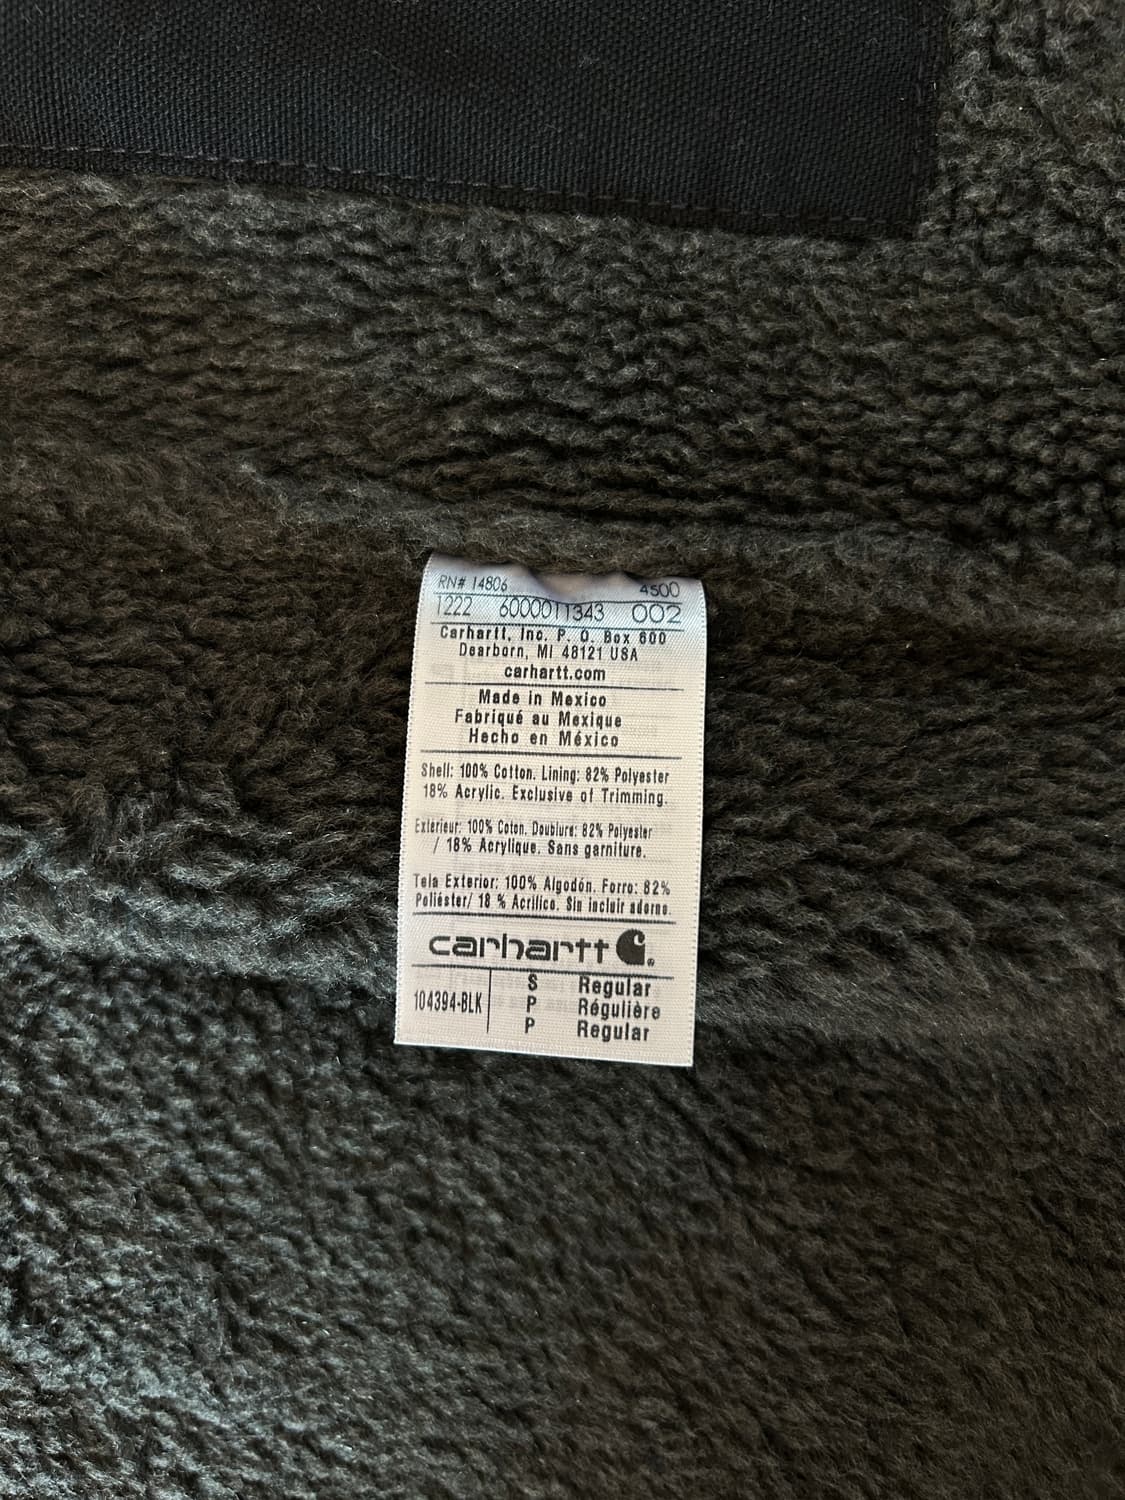 RN# 14806 4500
1222 6000011343 002
Carhartt, Inc. P. O. Box 600
Dearborn, MI 48121 USA
carhartt.com
Made in Mexico
Fabriqué au Mexique
Hecho en México
Shell: 100% Cotton. Lining: 82% Polyester
18% Acrylic. Exclusive of Trimming.
Extérieur: 100% Coton. Doublure: 82% Polyester
/ 18% Acrylique. Sans garniture.
Tela Exterior: 100% Algodón. Forro: 82%
Poliéster/ 18 % Acrílico. Sin incluir adorno.
carhartt
104394-BLK
S Regular
P Régulière
P Regular